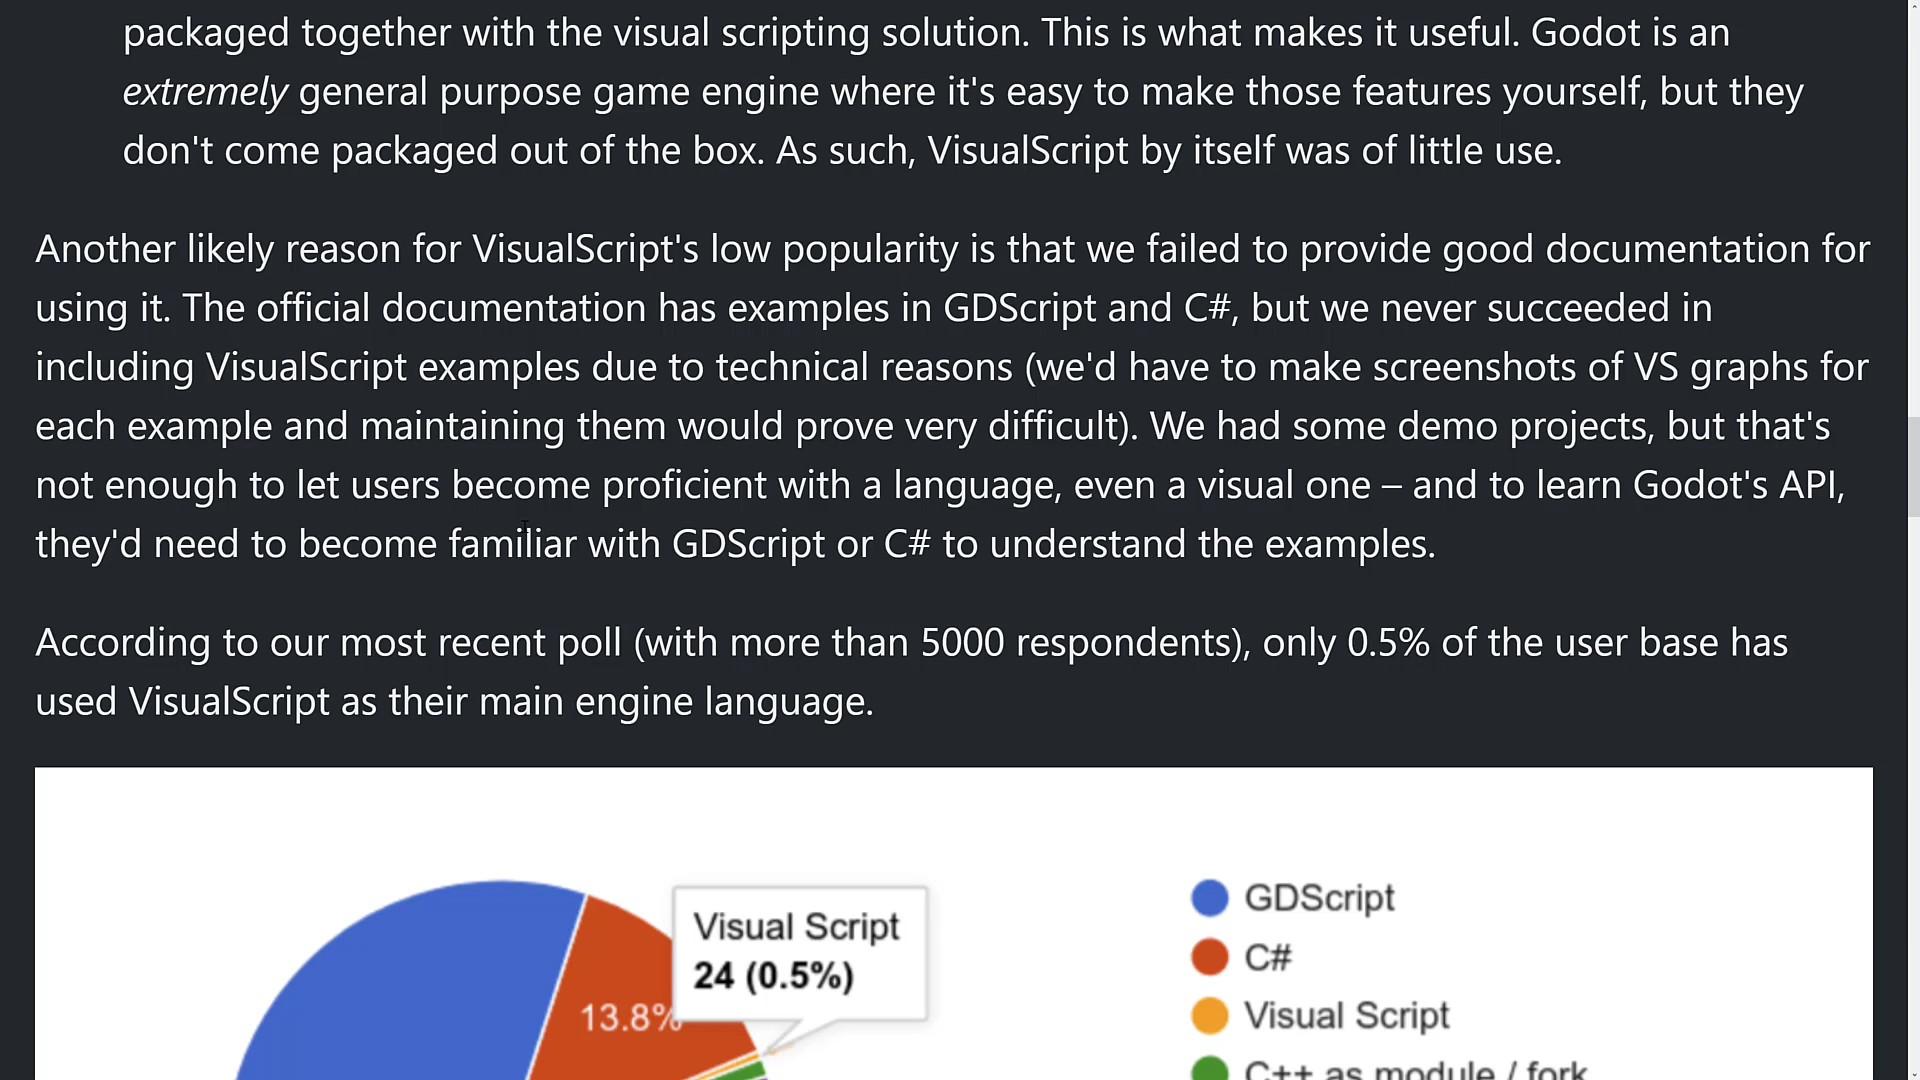 packaged together with the visual scripting solution. This is what makes it useful. Godot is an
extremely general purpose game engine where it's easy to make those features yourself, but they
don't come packaged out of the box. As such, VisualScript by itself was of little use.
Another likely reason for VisualScript's low popularity is that we failed to provide good documentation for
using it. The official documentation has examples in GDScript and C#, but we never succeeded in
including VisualScript examples due to technical reasons (we'd have to make screenshots of VS graphs for
each example and maintaining them would prove very difficult). We had some demo projects, but that's
not enough to let users become proficient with a language, even a visual one – and to learn Godot's API,
they'd need to become familiar with GDScript or C# to understand the examples.
According to our most recent poll (with more than 5000 respondents), only 0.5% of the user base has
used VisualScript as their main engine language.
Visual Script
24 (0.5%)
13.8%
GDScript
C#
Visual Script
C++ as module / fork